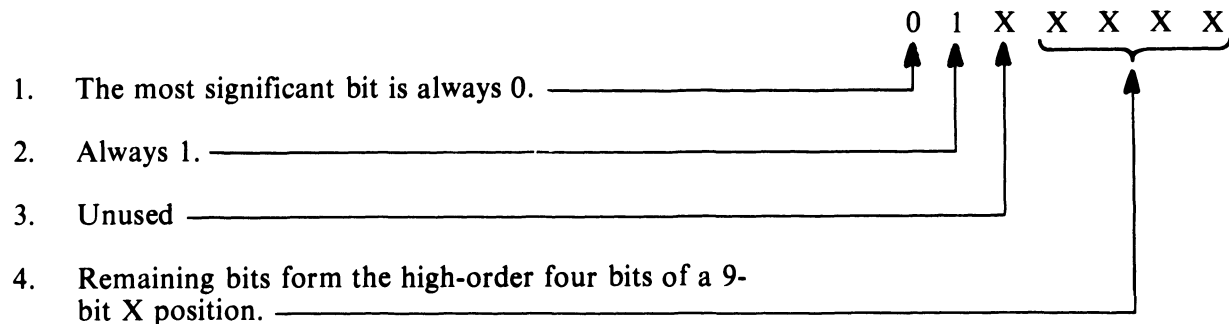 0 1 X X X X X
1. The most significant bit is always 0.
2. Always 1.
3. Unused
4. Remaining bits form the high-order four bits of a 9-
bit X position.